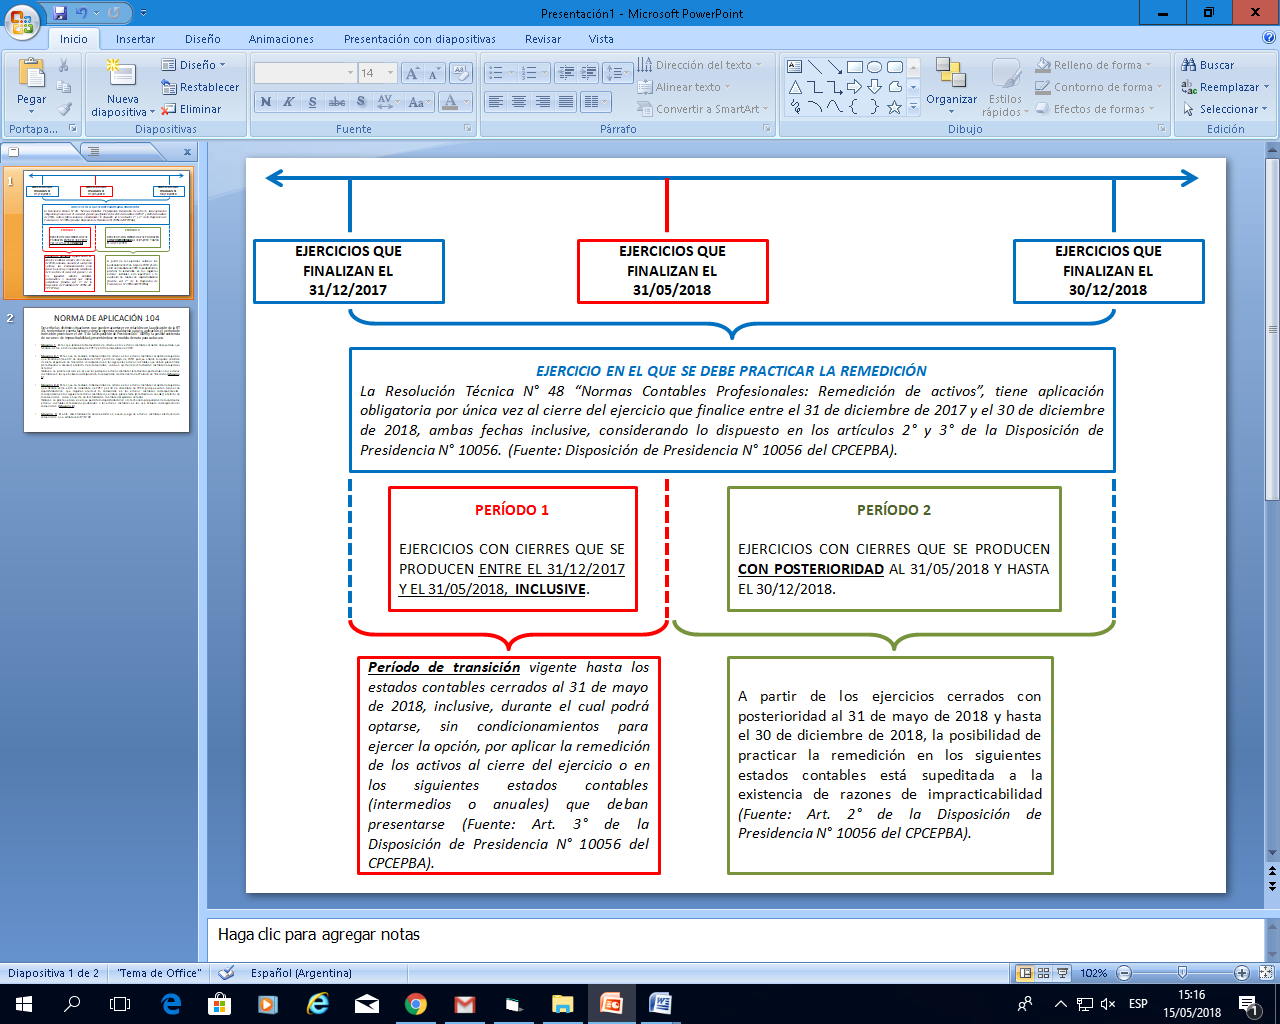 Presentación1 - Microsoft PowerPoint
Inicio Insertar Diseño Animaciones Presentación con diapositivas Revisar Vista
Pegar
Portapa...
Nueva
diapositiva
Diseño
Restablecer
Eliminar
Diapositivas
14
N K S abc S AV Aa A
Fuente
Dirección del texto
Alinear texto
Convertir a SmartArt
Párrafo
Organizar
Estilos
rápidos
Relleno de forma
Contorno de forma
Efectos de formas
Dibujo
Buscar
Reemplazar
Seleccionar
Edición
1
2
NORMA DE APLICACIÓN 104
EJERCICIOS QUE
FINALIZAN EL
31/12/2017
EJERCICIOS QUE
FINALIZAN EL
31/05/2018
EJERCICIOS QUE
FINALIZAN EL
30/12/2018
EJERCICIO EN EL QUE SE DEBE PRACTICAR LA REMEDICIÓN
La Resolución Técnica N° 48 “Normas Contables Profesionales: Remedición de activos”, tiene aplicación
obligatoria por única vez al cierre del ejercicio que finalice entre el 31 de diciembre de 2017 y el 30 de diciembre
de 2018, ambas fechas inclusive, considerando lo dispuesto en los artículos 2° y 3° de la Disposición de
Presidencia N° 10056. (Fuente: Disposición de Presidencia N° 10056 del CPCEPBA).
PERÍODO 1
EJERCICIOS CON CIERRES QUE SE
PRODUCEN ENTRE EL 31/12/2017
Y EL 31/05/2018, INCLUSIVE.
PERÍODO 2
EJERCICIOS CON CIERRES QUE SE PRODUCEN
CON POSTERIORIDAD AL 31/05/2018 Y HASTA
EL 30/12/2018.
Período de transición vigente hasta los
estados contables cerrados al 31 de mayo
de 2018, inclusive, durante el cual podrá
optarse, sin condicionamientos para
ejercer la opción, por aplicar la remedición
de los activos al cierre del ejercicio o en
los siguientes estados contables
(intermedios o anuales) que deban
presentarse (Fuente: Art. 3° de la
Disposición de Presidencia N° 10056 del
CPCEPBA).
A partir de los ejercicios cerrados con
posterioridad al 31 de mayo de 2018 y hasta
el 30 de diciembre de 2018, la posibilidad de
practicar la remedición en los siguientes
estados contables está supeditada a la
existencia de razones de impracticabilidad
(Fuente: Art. 2° de la Disposición de
Presidencia N° 10056 del CPCEPBA).
Haga clic para agregar notas
Diapositiva 1 de 2 "Tema de Office" Español (Argentina) 102%
ESP
15:16
15/05/2018
1